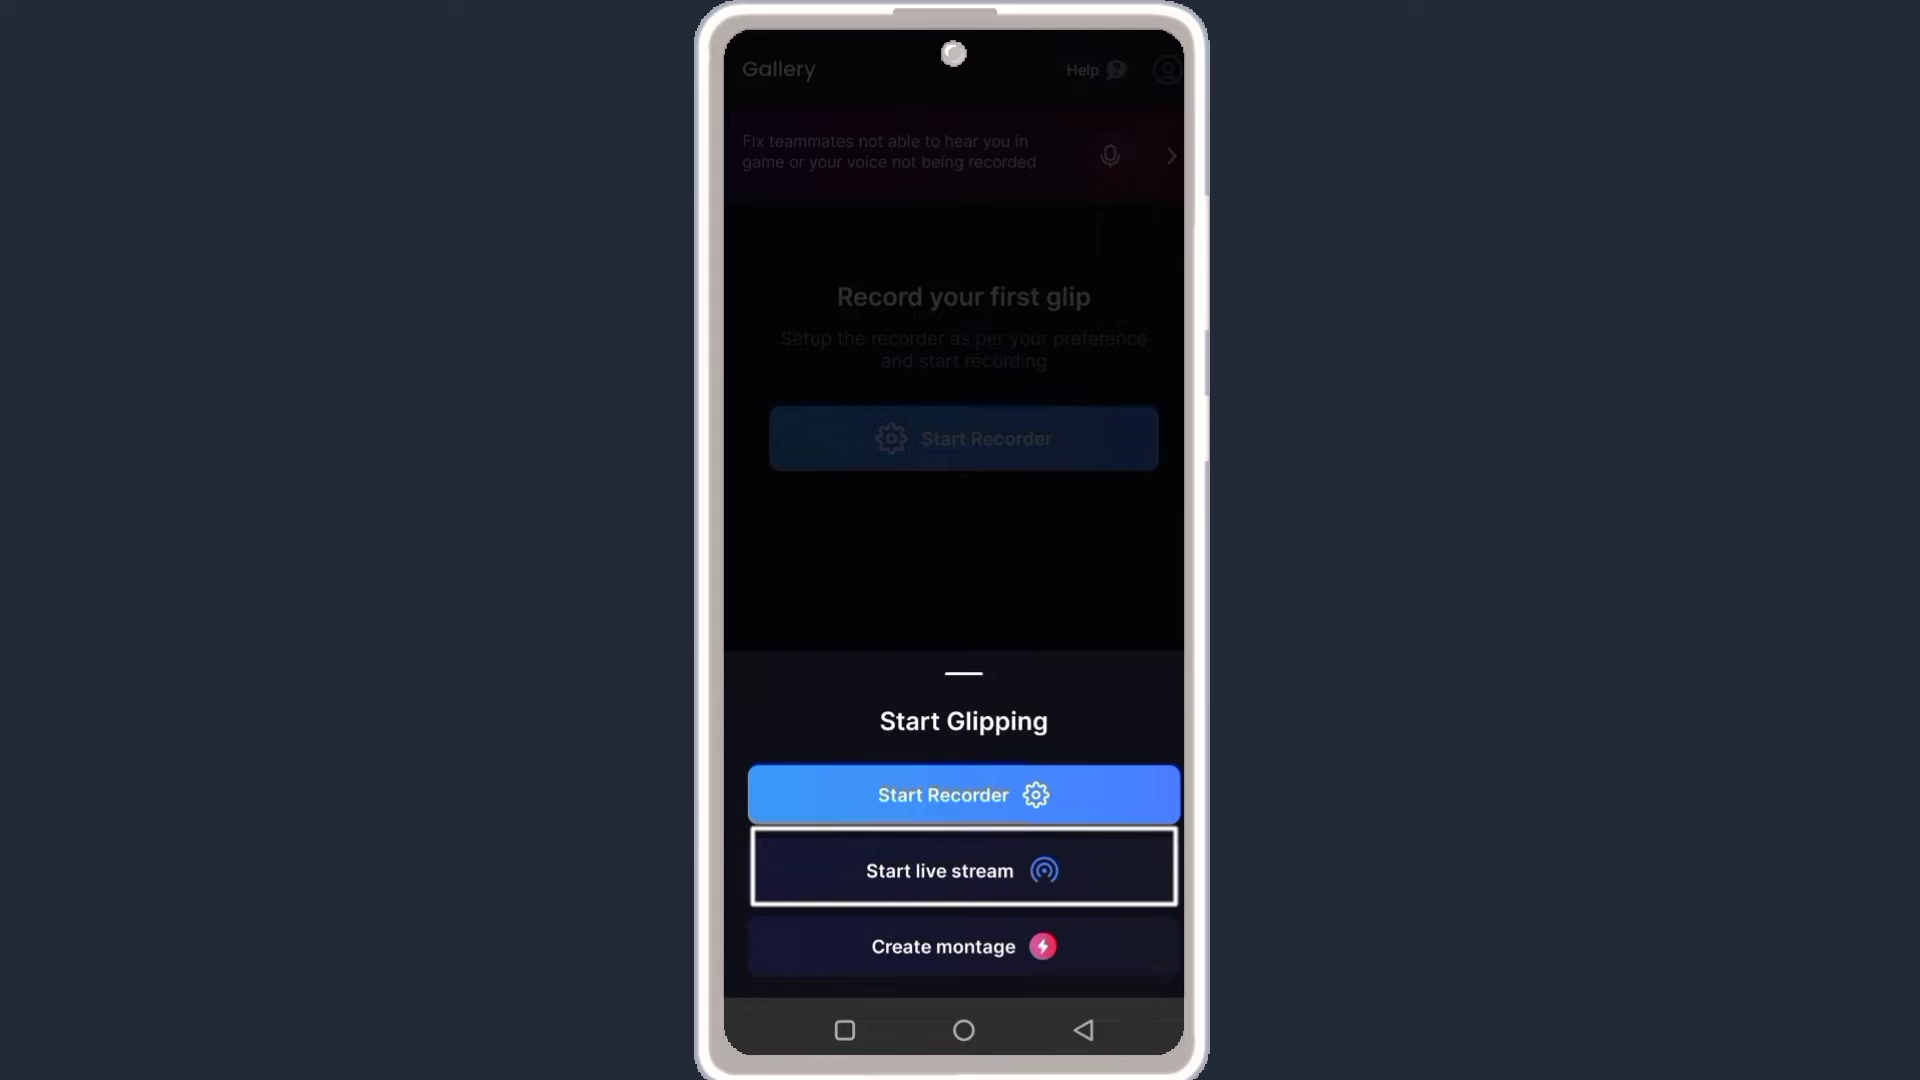 Gallery
Help
Fix teammates not able to hear you in
game or your voice not being recorded
Record your first glip
Setup the recorder as per your preference
and start recording
Start Recorder
Start Glipping
Start Recorder
Start live stream
Create montage